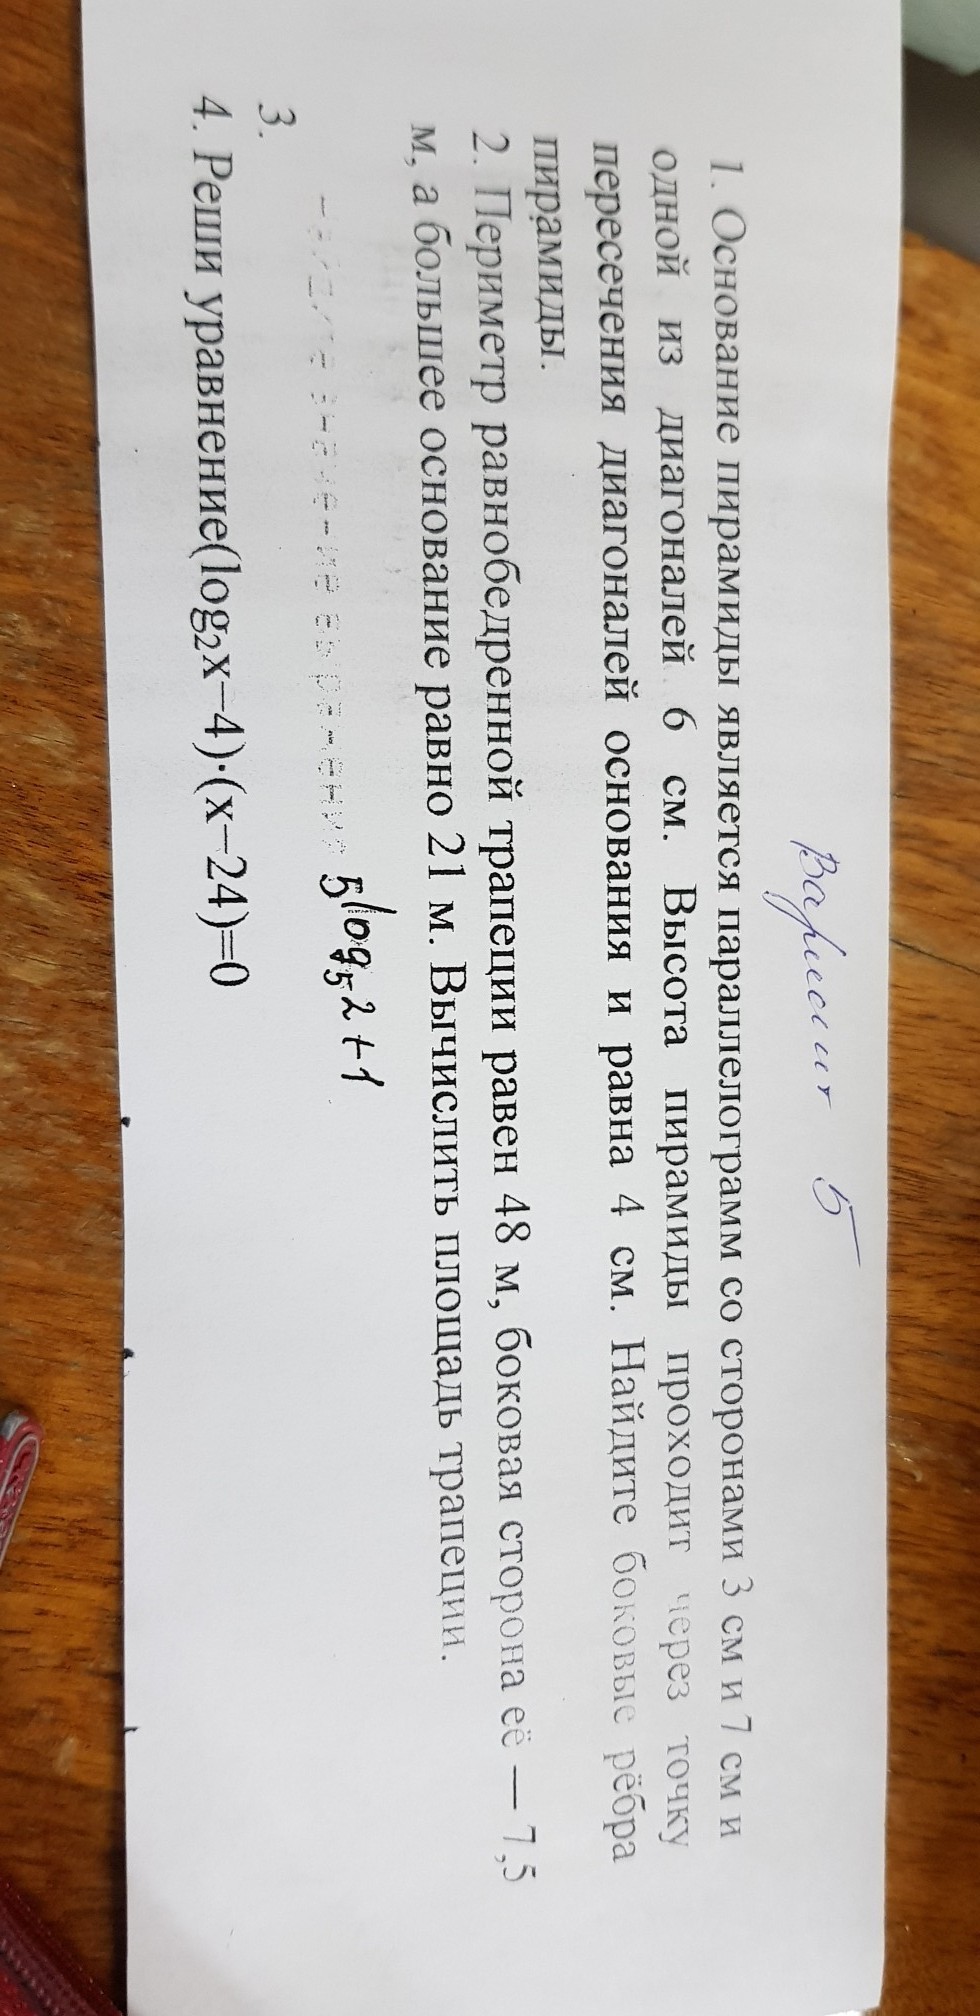 Вариант 5
1. Основание пирамиды является параллелограмм со сторонами 3 см и 7 см и
одной из диагоналей 6 см. Высота пирамиды проходит через точку
пересечения диагоналей основания и равна 4 см. Найдите боковые рёбра
пирамиды.
2. Периметр равнобедренной трапеции равен 48 м, боковая сторона её — 7,5
м, а большее основание равно 21 м. Вычислить площадь трапеции.
значение выражения 5^{log₅2+1}
3.
4. Реши уравнение(log₂x−4)·(x−24)=0